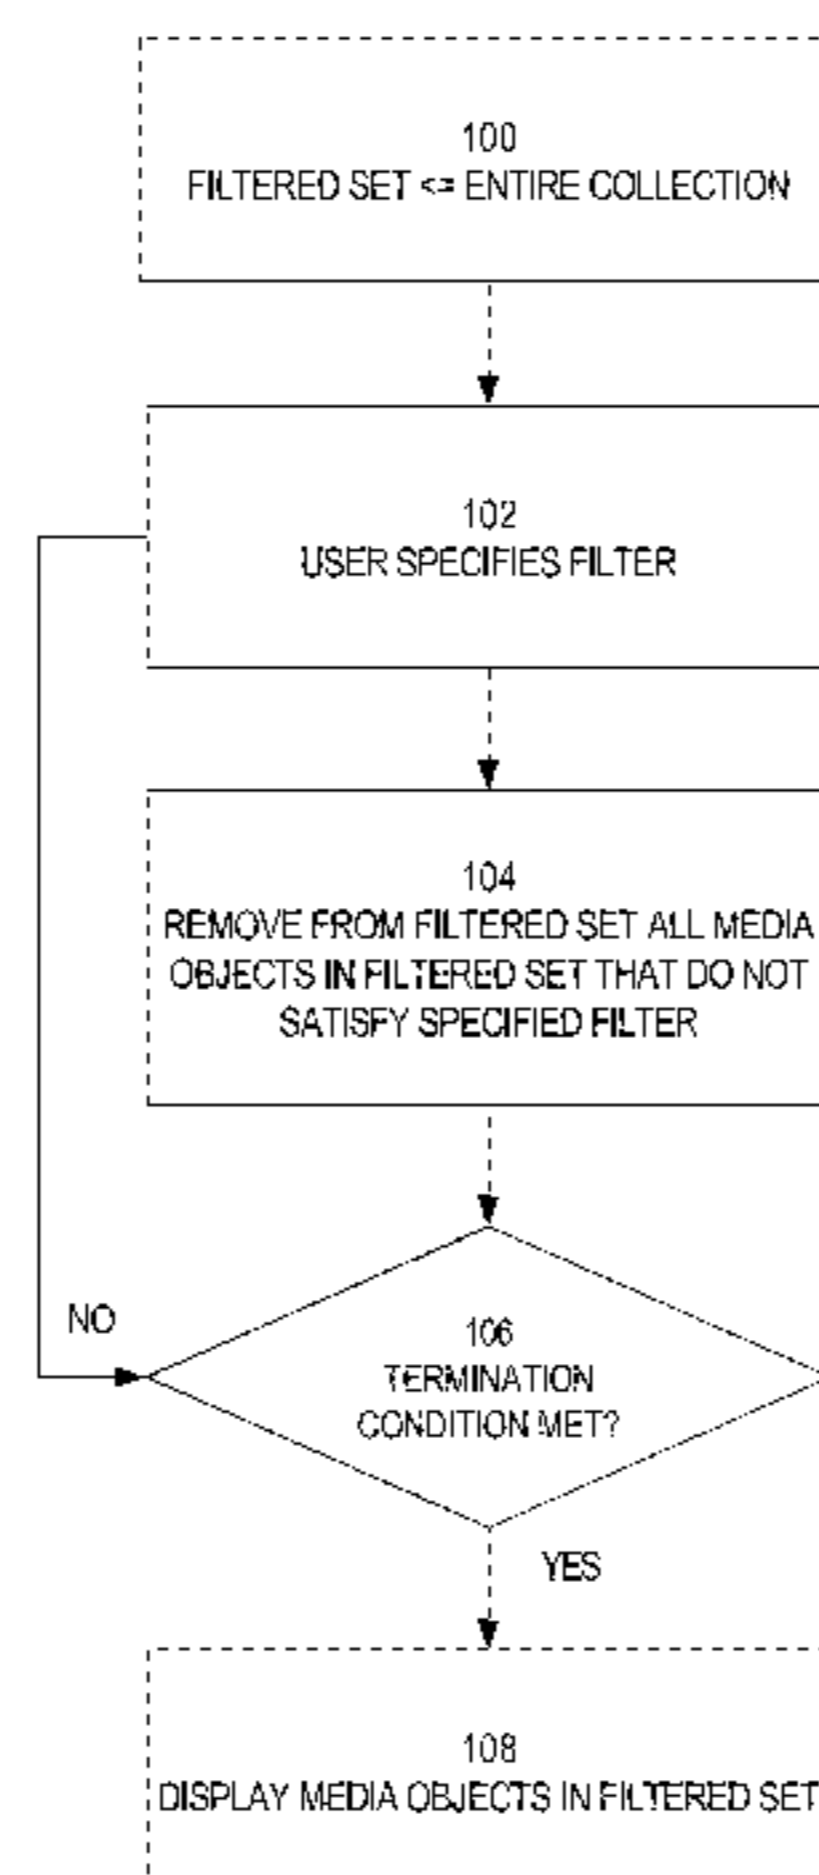 100
FILTERED SET <= ENTIRE COLLECTION
102
USER SPECIFIES FILTER
104
REMOVE FROM FILTERED SET ALL MEDIA
OBJECTS IN FILTERED SET THAT DO NOT
SATISFY SPECIFIED FILTER
NO
106
TERMINATION
CONDITION MET?
YES
108
DISPLAY MEDIA OBJECTS IN FILTERED SET